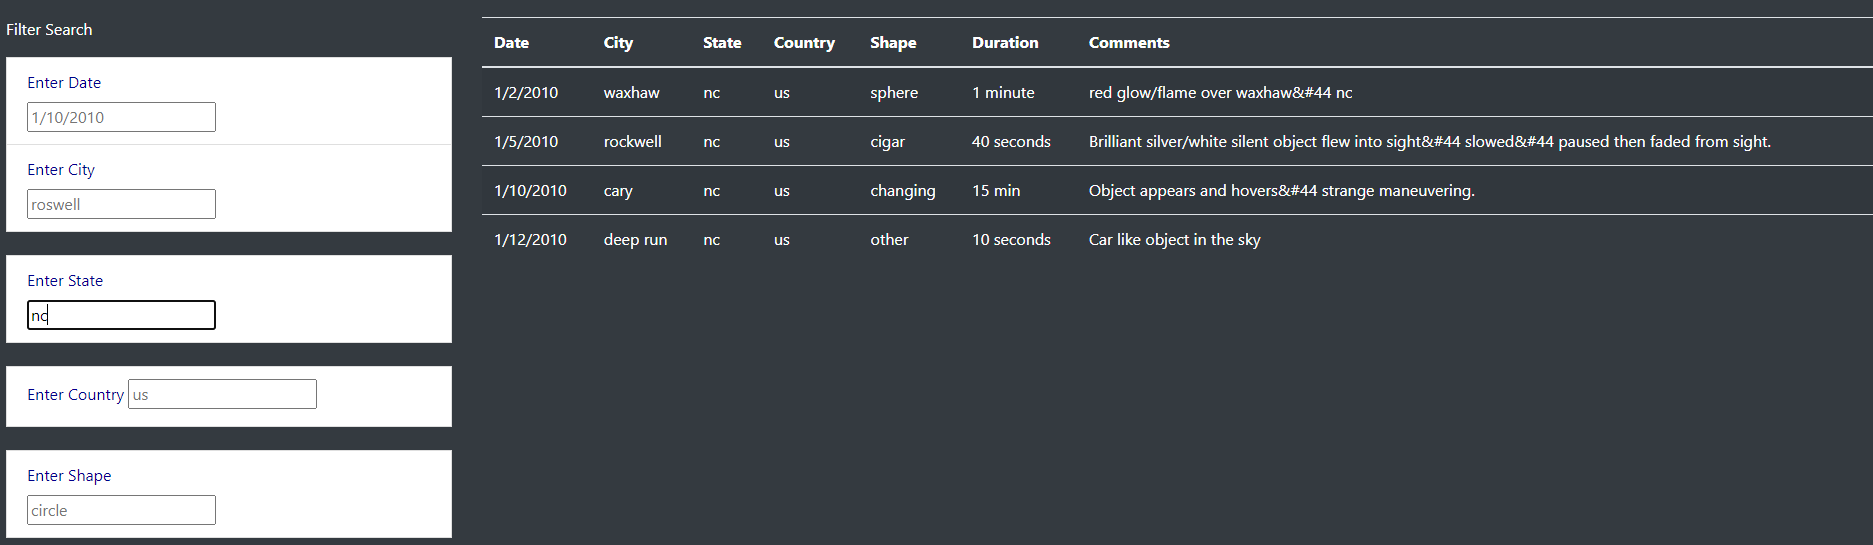 Filter Search
Enter Date
1/10/2010
Enter City
roswell
Enter State
nc
Enter Country us
Enter Shape
circle
Date City State Country Shape Duration Comments
1/2/2010 waxhaw nc us sphere 1 minute red glow/flame over waxhaw&#44 nc
1/5/2010 rockwell nc us cigar 40 seconds Brilliant silver/white silent object flew into sight&#44 slowed&#44 paused then faded from sight.
1/10/2010 cary nc us changing 15 min Object appears and hovers&#44 strange maneuvering.
1/12/2010 deep run nc us other 10 seconds Car like object in the sky